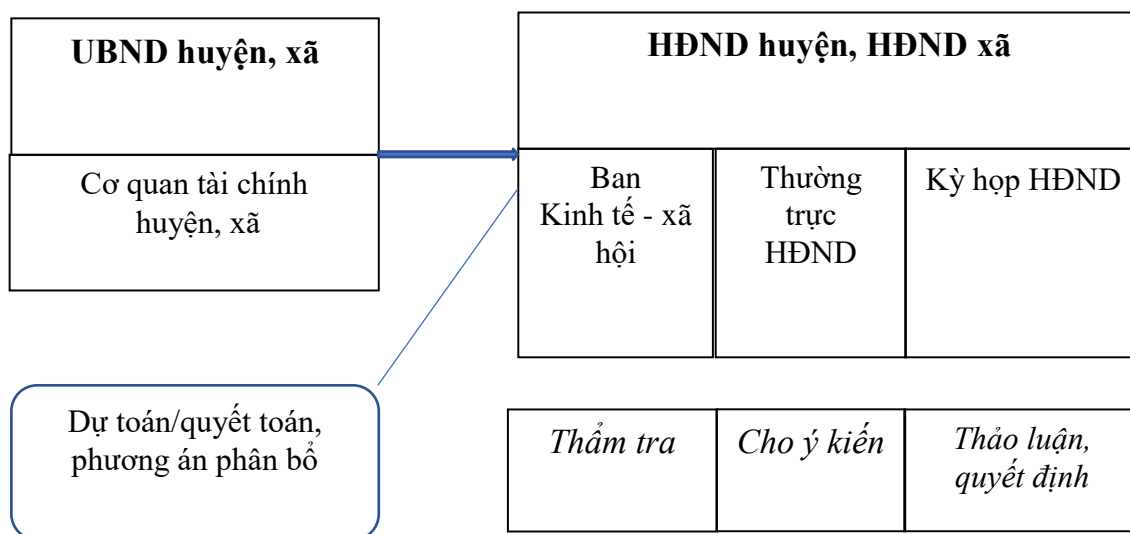 UBND huyện, xã
Cơ quan tài chính
huyện, xã
HĐND huyện, HĐND xã
Ban
Kinh tế - xã
hội
Thường
trực
HĐND
Kỳ họp HĐND
Dự toán/quyết toán,
phương án phân bổ
Thẩm tra
Cho ý kiến
Thảo luận,
quyết định